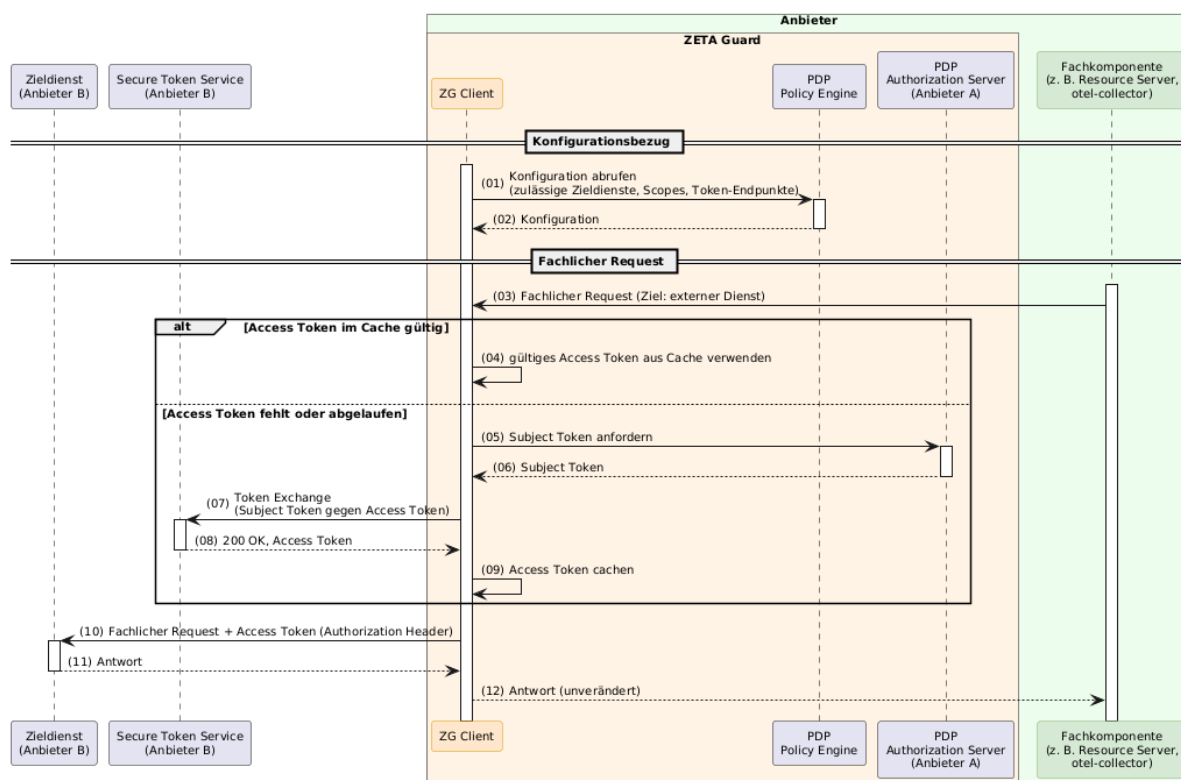 Anbieter
ZETA Guard
Zieldienst
(Anbieter B)
Secure Token Service
(Anbieter B)
ZG Client
PDP
Policy Engine
PDP
Authorization Server
(Anbieter A)
Fachkomponente
(z. B. Resource Server,
otel-collector)
Konfigurationsbezug
(01) Konfiguration abrufen
(zulässige Zieldienste, Scopes, Token-Endpunkte)
(02) Konfiguration
Fachlicher Request
(03) Fachlicher Request (Ziel: externer Dienst)
alt [Access Token im Cache gültig]
(04) gültiges Access Token aus Cache verwenden
[Access Token fehlt oder abgelaufen]
(05) Subject Token anfordern
(06) Subject Token
(07) Token Exchange
(Subject Token gegen Access Token)
(08) 200 OK, Access Token
(09) Access Token cachen
(10) Fachlicher Request + Access Token (Authorization Header)
(11) Antwort
(12) Antwort (unverändert)
Zieldienst
(Anbieter B)
Secure Token Service
(Anbieter B)
ZG Client
PDP
Policy Engine
PDP
Authorization Server
(Anbieter A)
Fachkomponente
(z. B. Resource Server,
otel-collector)